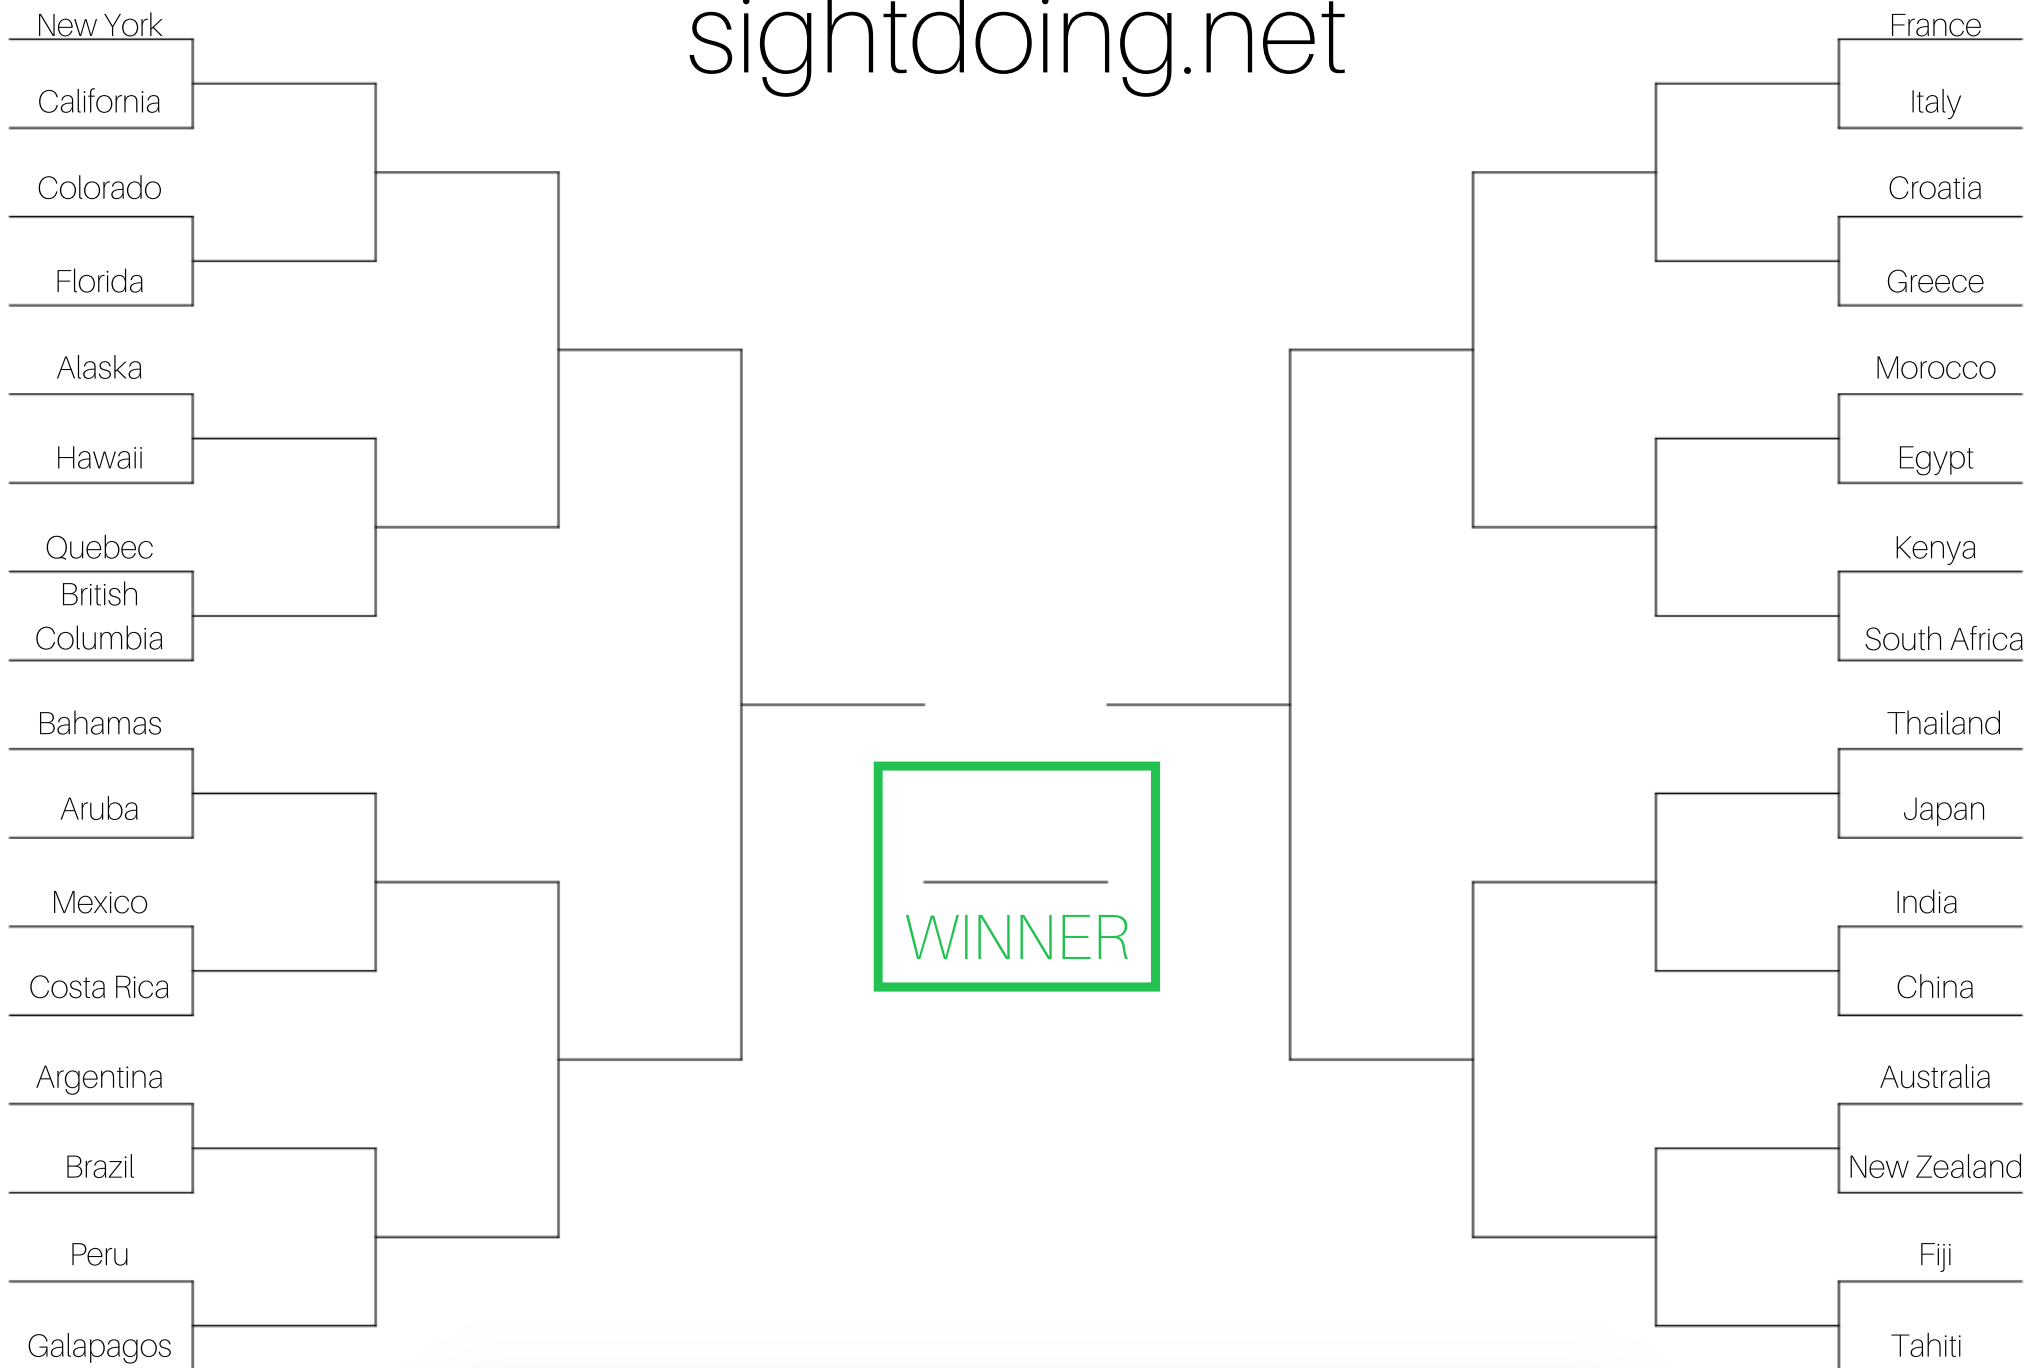 sightdoing.net
New York
California
Colorado
Florida
Alaska
Hawaii
Quebec
British
Columbia
Bahamas
Aruba
Mexico
Costa Rica
Argentina
Brazil
Peru
Galapagos
WINNER
France
Italy
Croatia
Greece
Morocco
Egypt
Kenya
South Africa
Thailand
Japan
India
China
Australia
New Zealand
Fiji
Tahiti